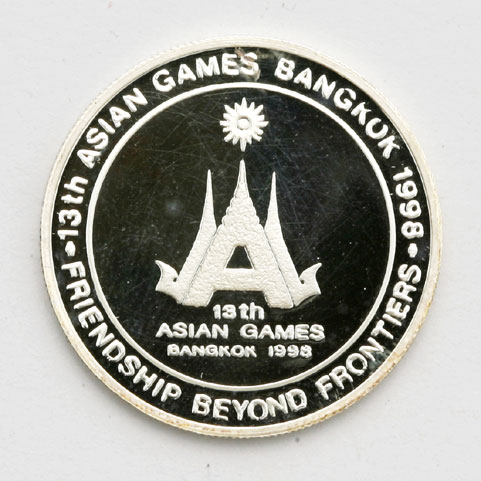 •13th ASIAN GAMES BANGKOK 1998•
FRIENDSHIP BEYOND FRONTIERS
13th
ASIAN GAMES
BANGKOK 1998